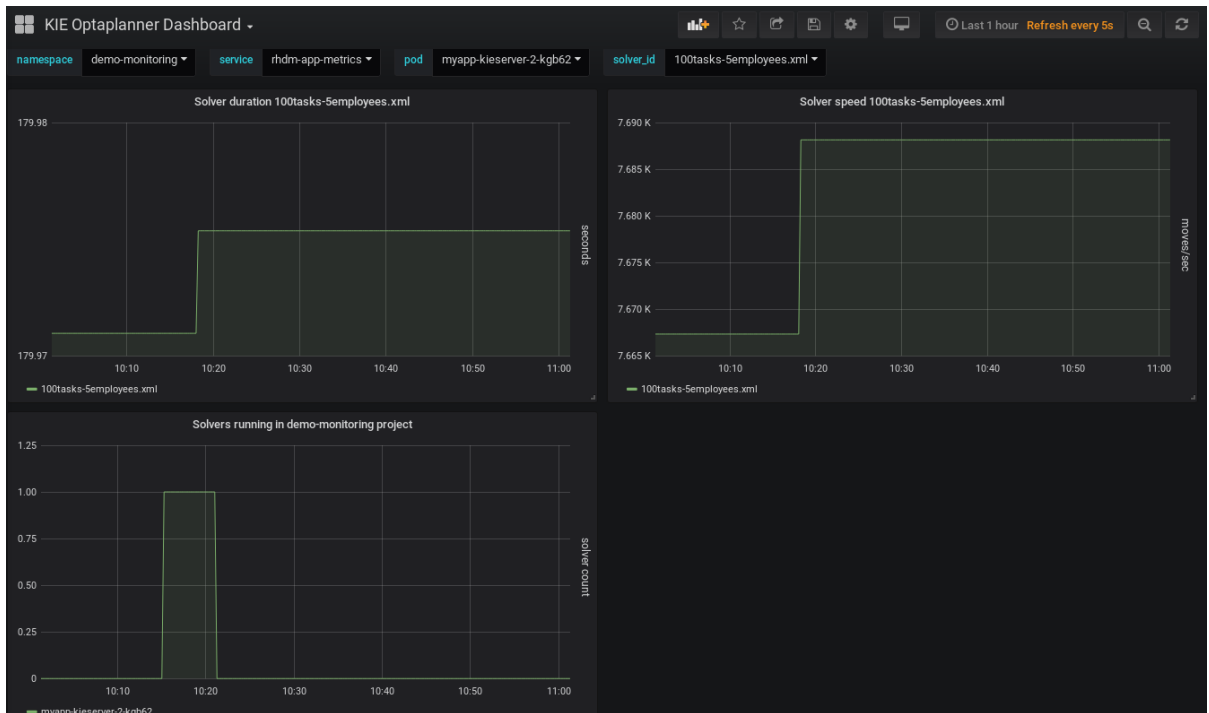 KIE Optaplanner Dashboard
Last 1 hour Refresh every 5s
namespace demo-monitoring service rhdm-app-metrics pod myapp-kieserver-2-kgb62 solver_id 100tasks-5employees.xml
Solver duration 100tasks-5employees.xml
179.98
179.97
seconds
10:10 10:20 10:30 10:40 10:50 11:00
100tasks-5employees.xml
Solver speed 100tasks-5employees.xml
7.690 K
7.685 K
7.680 K
7.675 K
7.670 K
7.665 K
moves/sec
10:10 10:20 10:30 10:40 10:50 11:00
100tasks-5employees.xml
Solvers running in demo-monitoring project
1.25
1.00
0.75
0.50
0.25
0
solver count
10:10 10:20 10:30 10:40 10:50 11:00
myapp-kieserver-2-kgb62